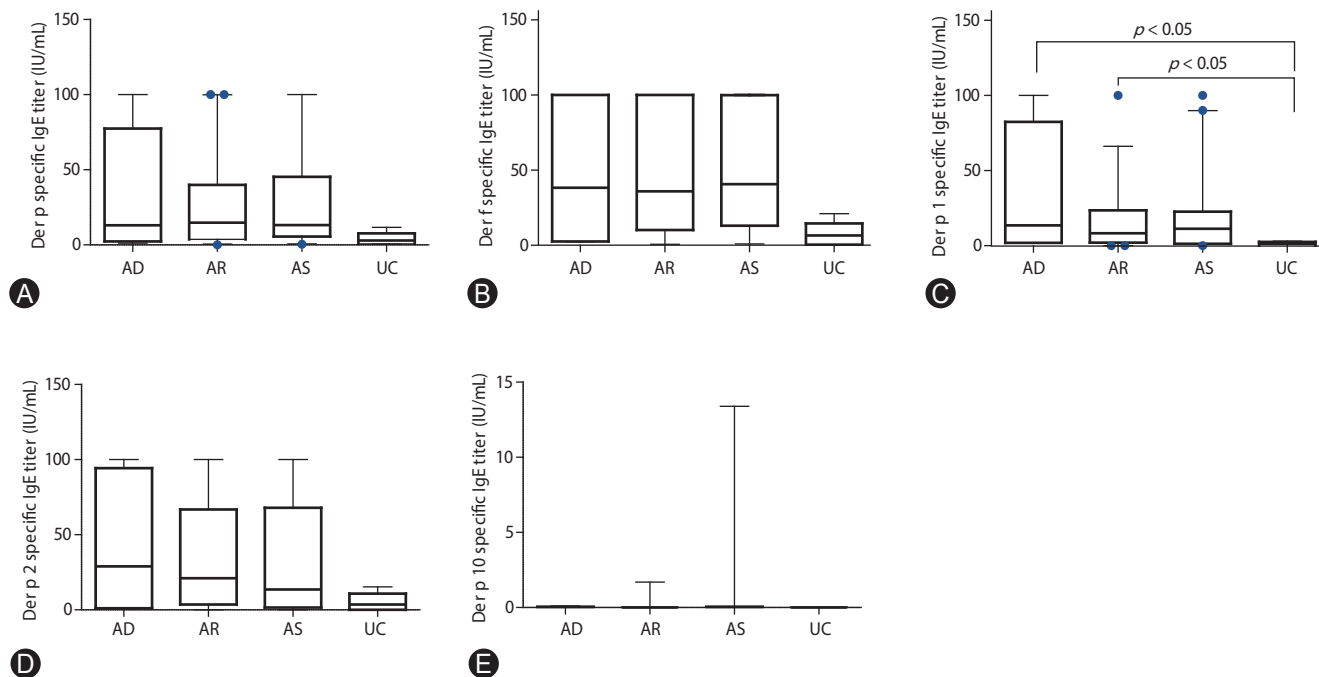 150
100
50
0
Der p specific IgE titer (IU/mL)
AD AR AS UC
A
150
100
50
0
Der f specific IgE titer (IU/mL)
AD AR AS UC
B
150
100
50
0
Der p 1 specific IgE titer (IU/mL)
p < 0.05
p < 0.05
AD AR AS UC
C
150
100
50
0
Der p 2 specific IgE titer (IU/mL)
AD AR AS UC
D
15
10
5
0
Der p 10 specific IgE titer (IU/mL)
AD AR AS UC
E